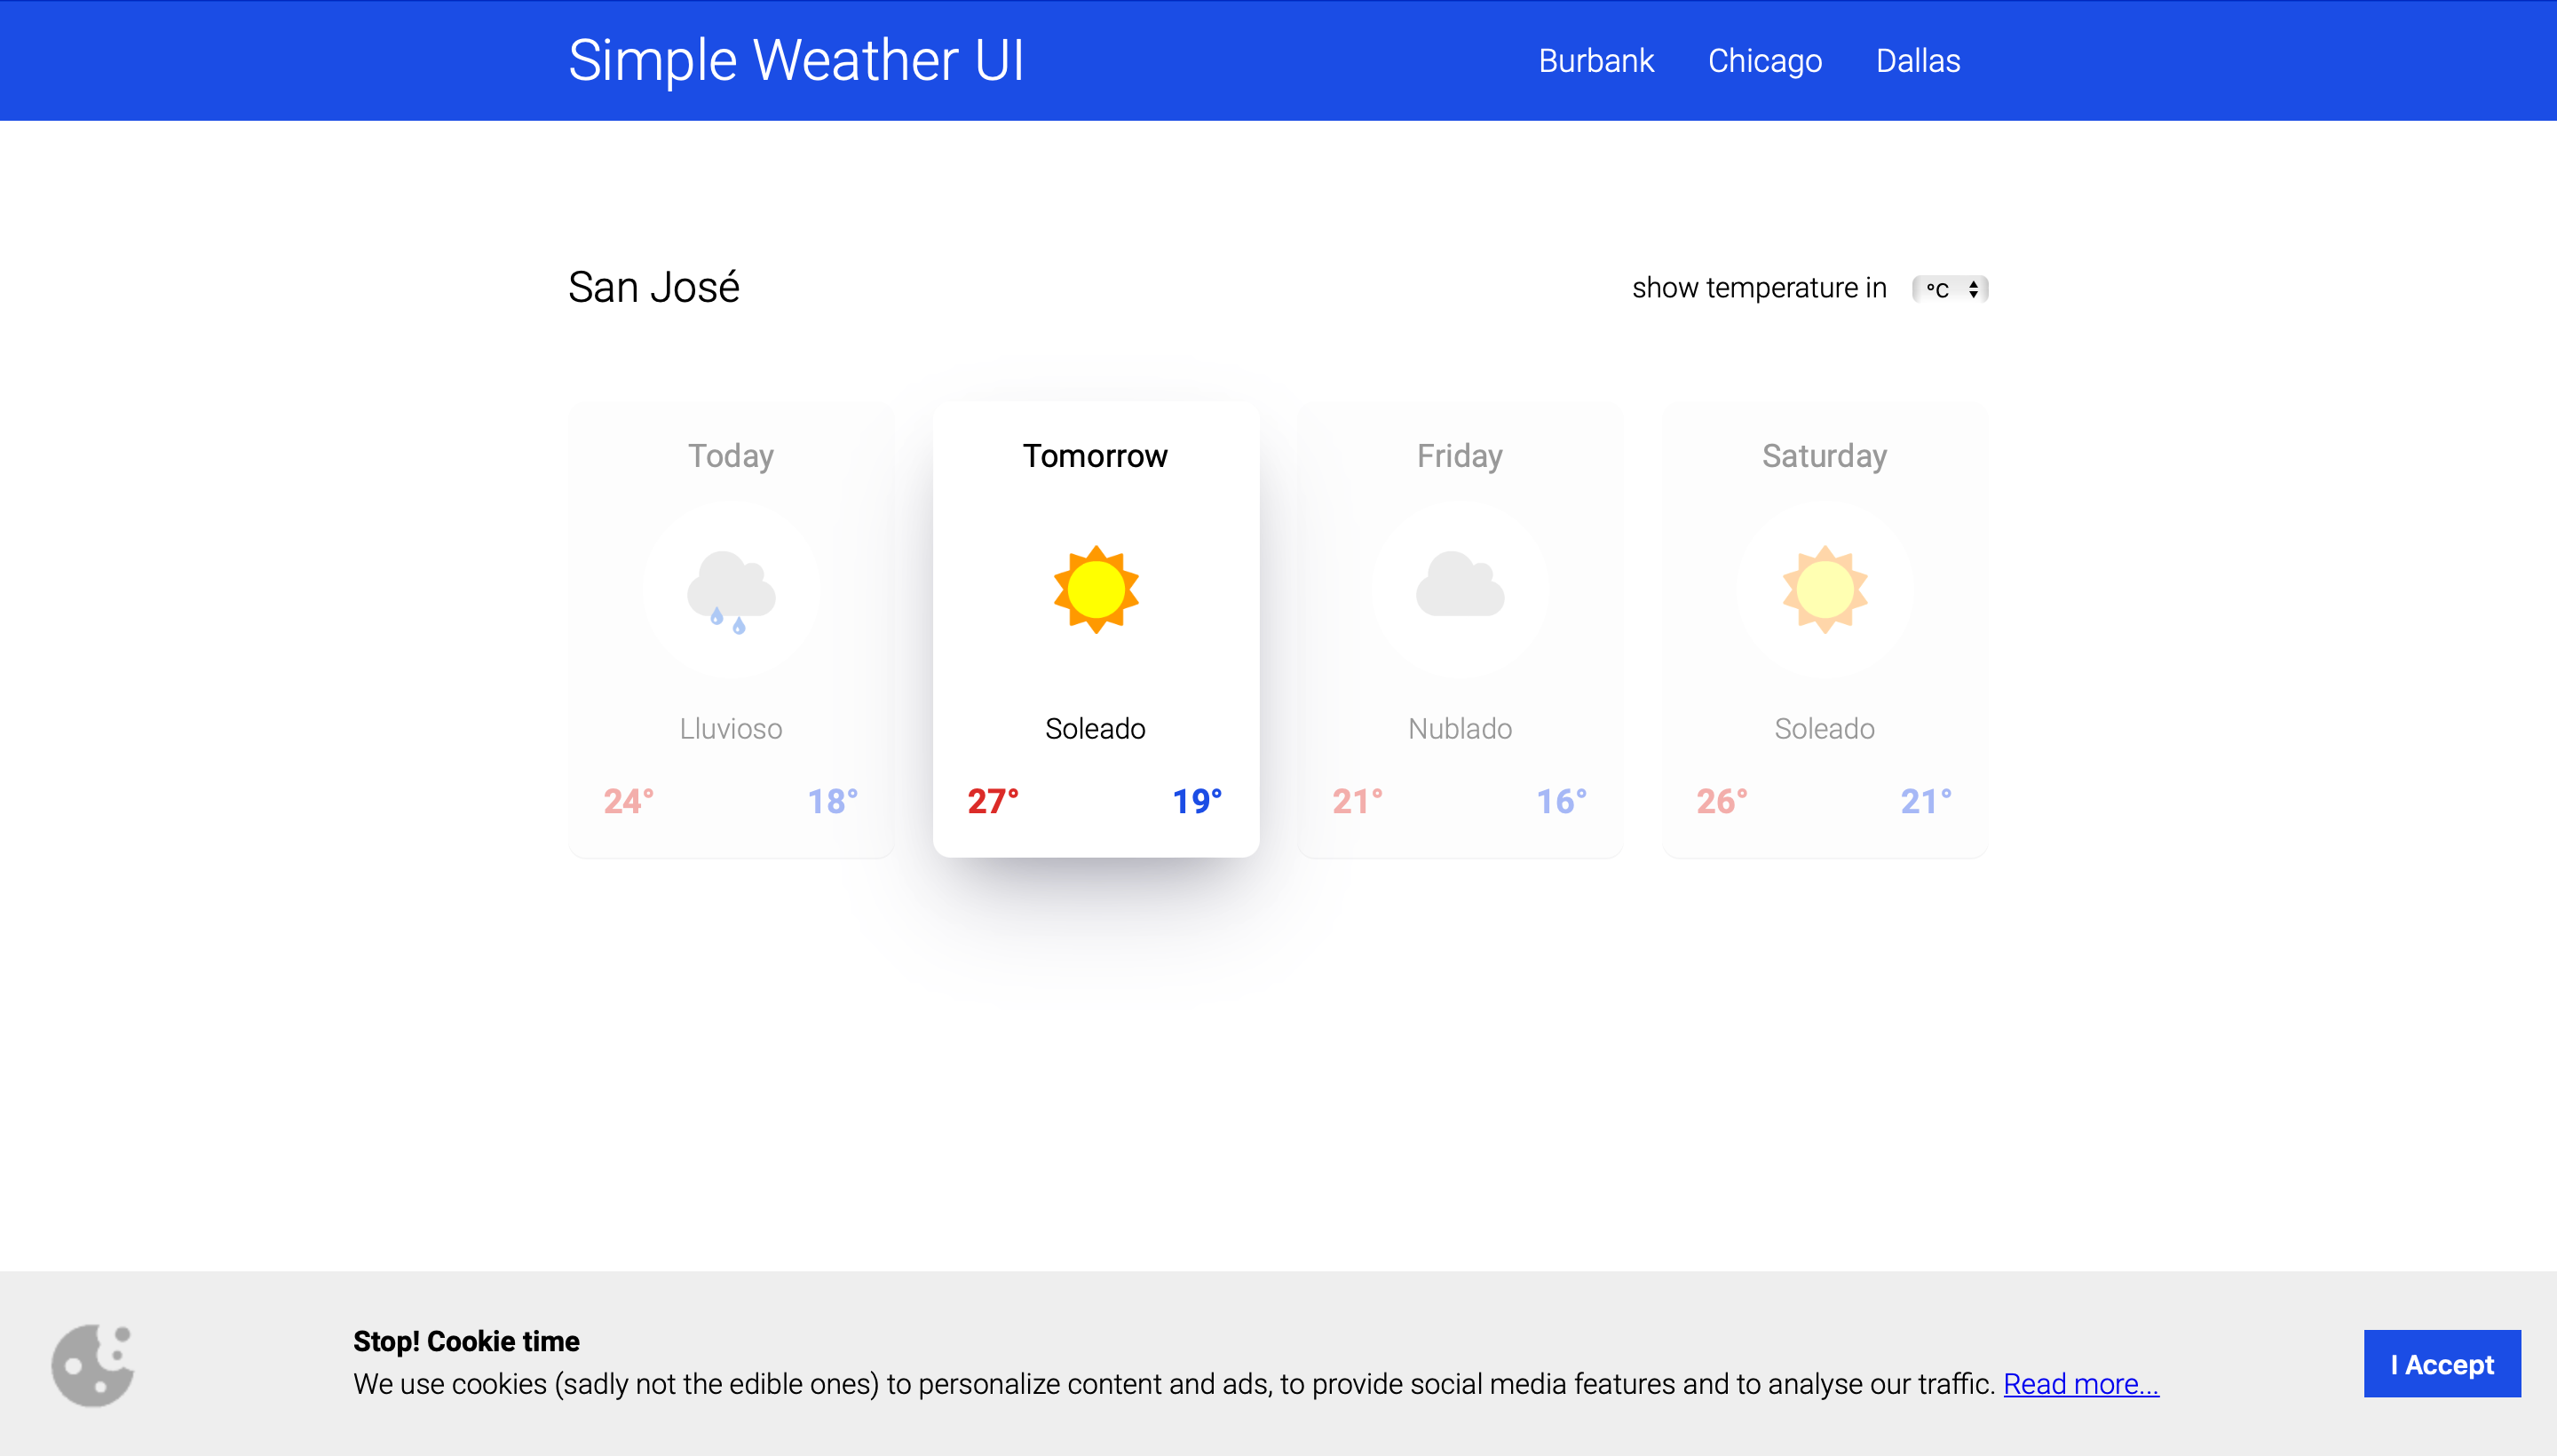 Simple Weather UI
Burbank Chicago Dallas
San José
show temperature in °C
Today
Lluvioso
24° 18°
Tomorrow
Soleado
27° 19°
Friday
Nublado
21° 16°
Saturday
Soleado
26° 21°
Stop! Cookie time
We use cookies (sadly not the edible ones) to personalize content and ads, to provide social media features and to analyse our traffic. Read more...
I Accept